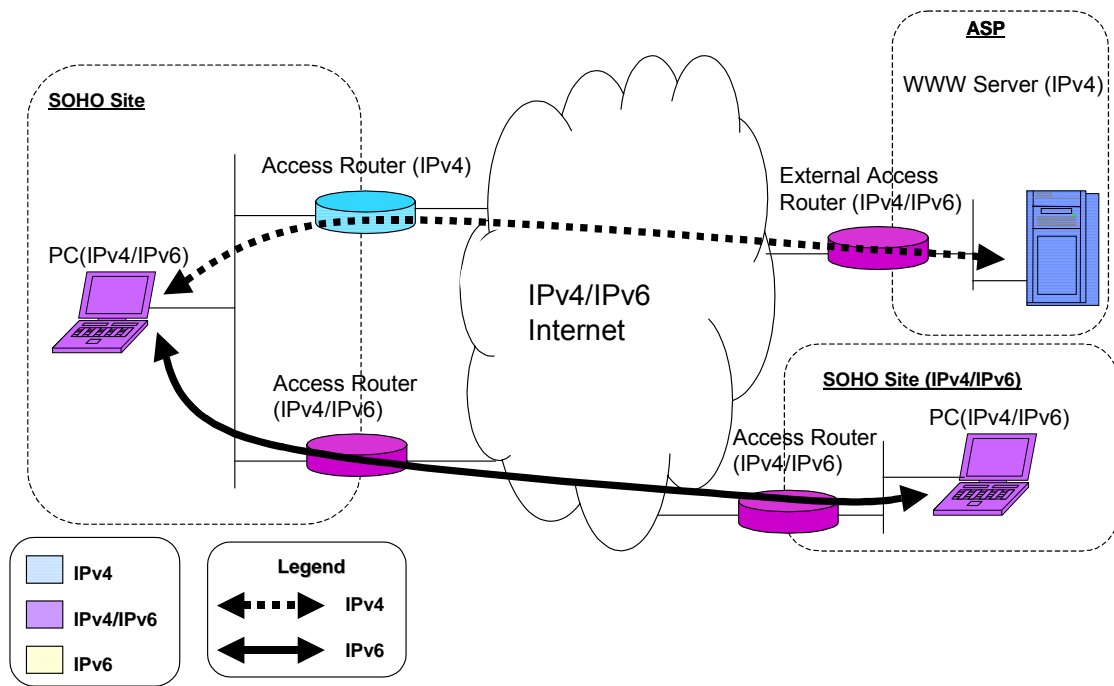 ASP
WWW Server (IPv4)
SOHO Site
Access Router (IPv4)
External Access
Router (IPv4/IPv6)
PC(IPv4/IPv6)
IPv4/IPv6
Internet
Access Router
(IPv4/IPv6)
SOHO Site (IPv4/IPv6)
PC(IPv4/IPv6)
Access Router
(IPv4/IPv6)
IPv4
IPv4/IPv6
IPv6
Legend
IPv4
IPv6